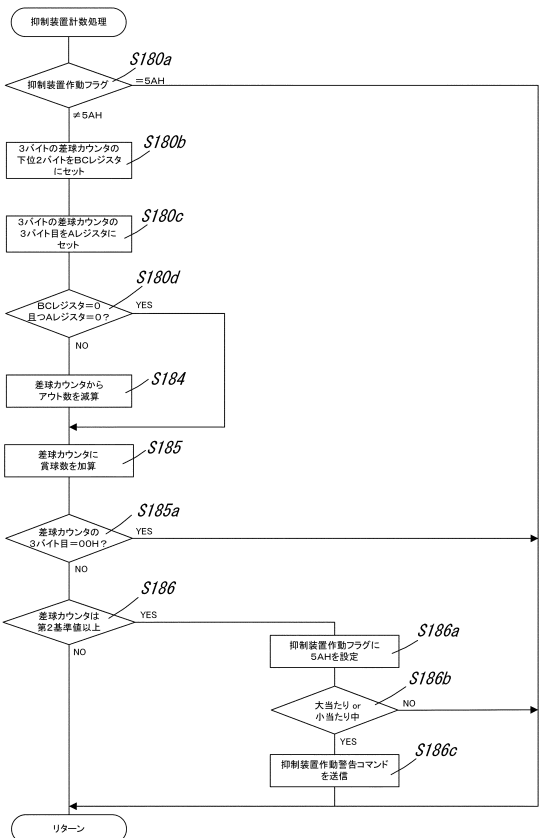 抑制装置計数処理
S180a
抑制装置作動フラグ
=5AH
≠5AH
S180b
3バイトの差球カウンタの
下位2バイトをBCレジスタ
にセット
S180c
3バイトの差球カウンタの
3バイト目をAレジスタに
セット
S180d
BCレジスタ=0
且つAレジスタ=0?
YES
NO
S184
差球カウンタから
アウト数を減算
S185
差球カウンタに
賞球数を加算
S185a
差球カウンタの
3バイト目=00H?
YES
NO
S186
差球カウンタは
第2基準値以上
YES
NO
S186a
抑制装置作動フラグに
5AHを設定
S186b
大当たり or
小当たり中
NO
YES
S186c
抑制装置作動警告コマンド
を送信
リターン